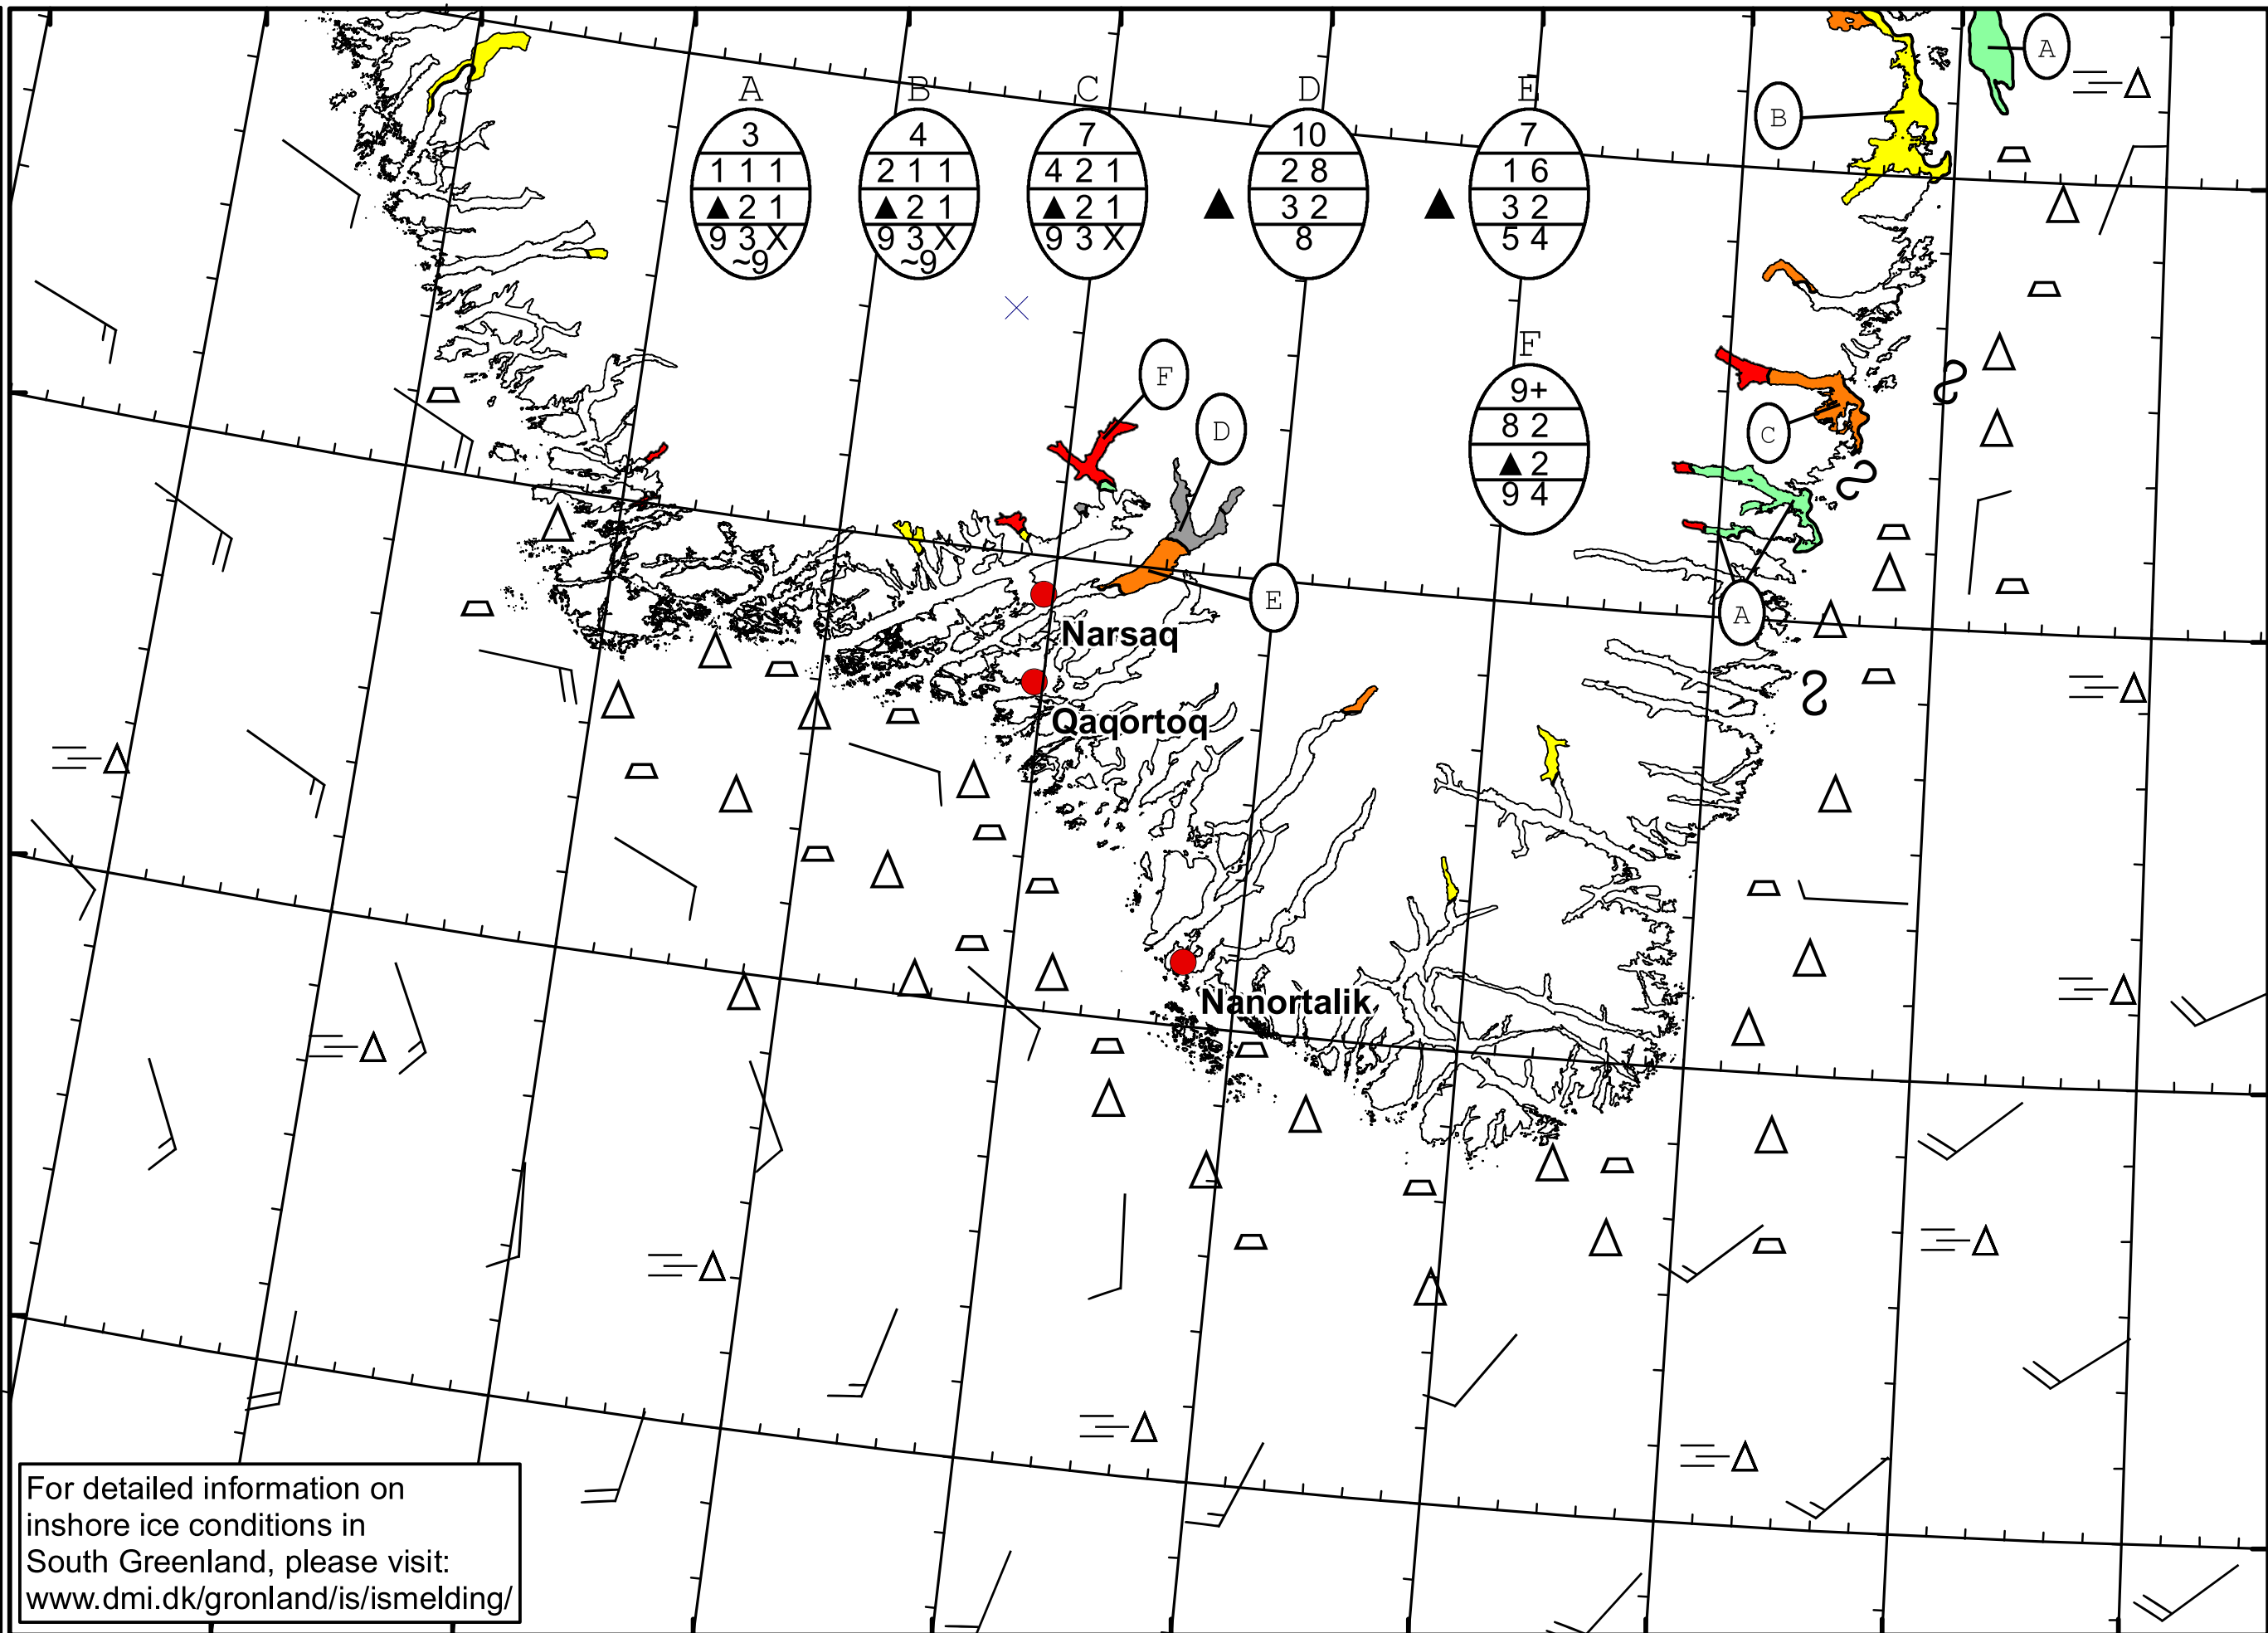 A
B
A B C D E
3 4 7 10 7
1 1 1 2 1 1 4 2 1 2 8 1 6
▲ 2 1 ▲ 2 1 ▲ 2 1 ▲ 3 2 ▲ 3 2
9 3 X 9 3 X 9 3 X 8 5 4
~9 ~9
F
9+
8 2
▲ 2
9 4
F
D
C
E
A
Narsaq
Qaqortoq
Nanortalik
For detailed information on
inshore ice conditions in
South Greenland, please visit:
www.dmi.dk/gronland/is/ismelding/